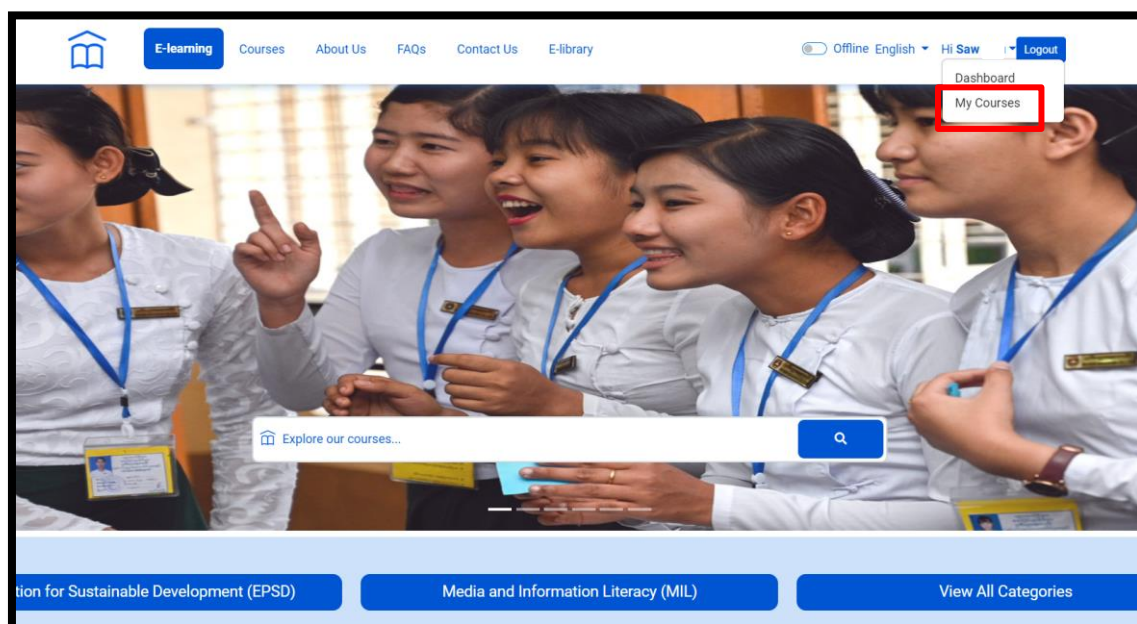 E-learning Courses About Us FAQs Contact Us E-library Offline English Hi Saw Logout
Dashboard
My Courses
Explore our courses...
tion for Sustainable Development (EPSD) Media and Information Literacy (MIL) View All Categories